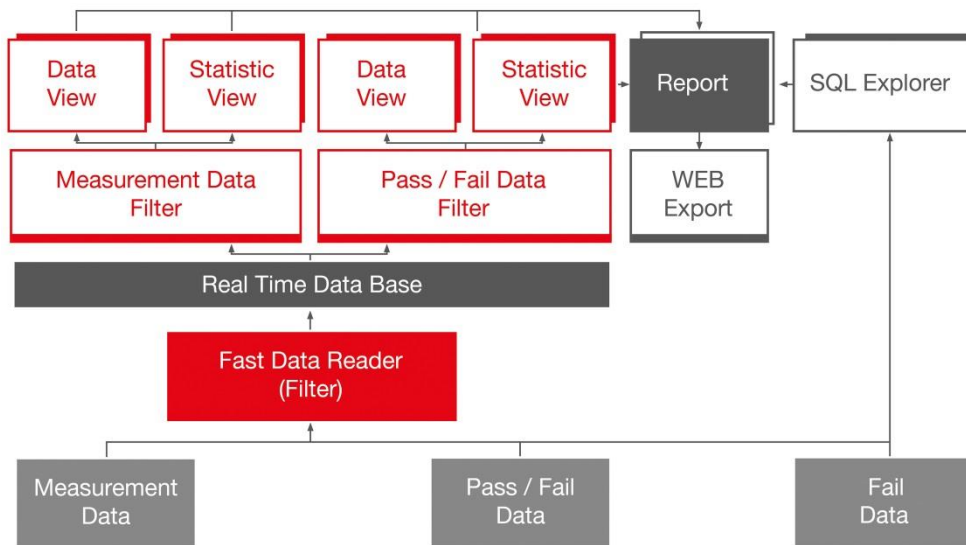 Data
View
Statistic
View
Data
View
Statistic
View
Report
SQL Explorer
Measurement Data
Filter
Pass / Fail Data
Filter
WEB
Export
Real Time Data Base
Fast Data Reader
(Filter)
Measurement
Data
Pass / Fail
Data
Fail
Data